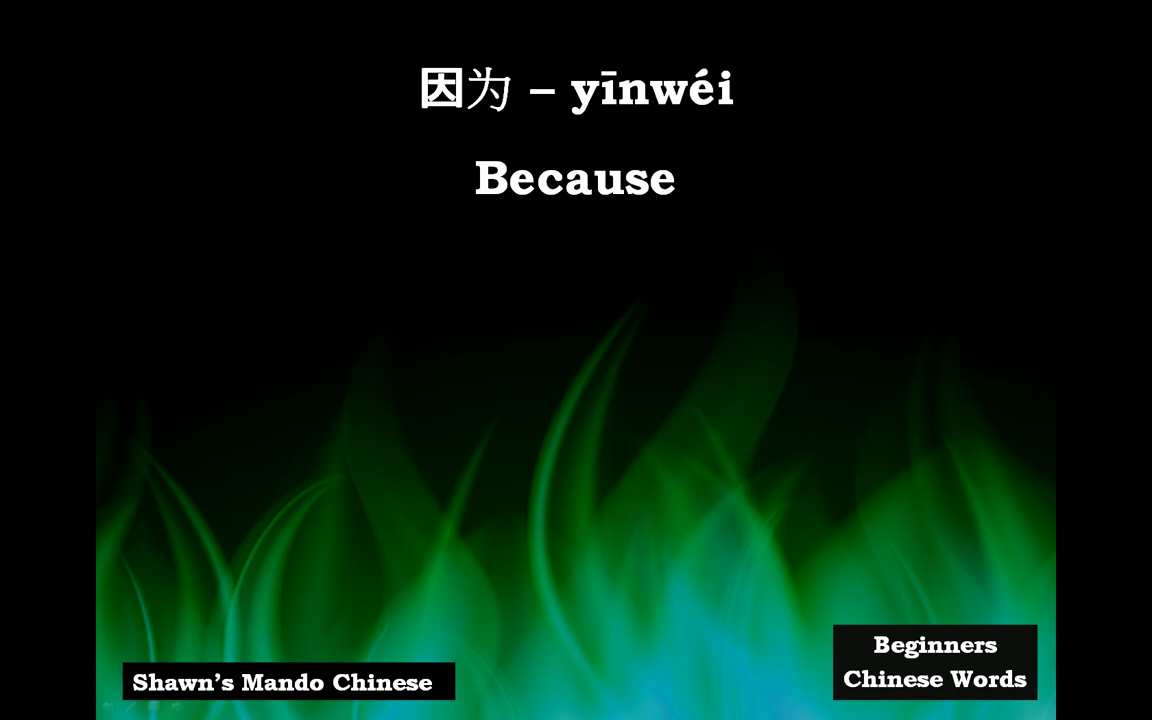 因为 – yīnwéi
Because
Shawn’s Mando Chinese
Beginners
Chinese Words